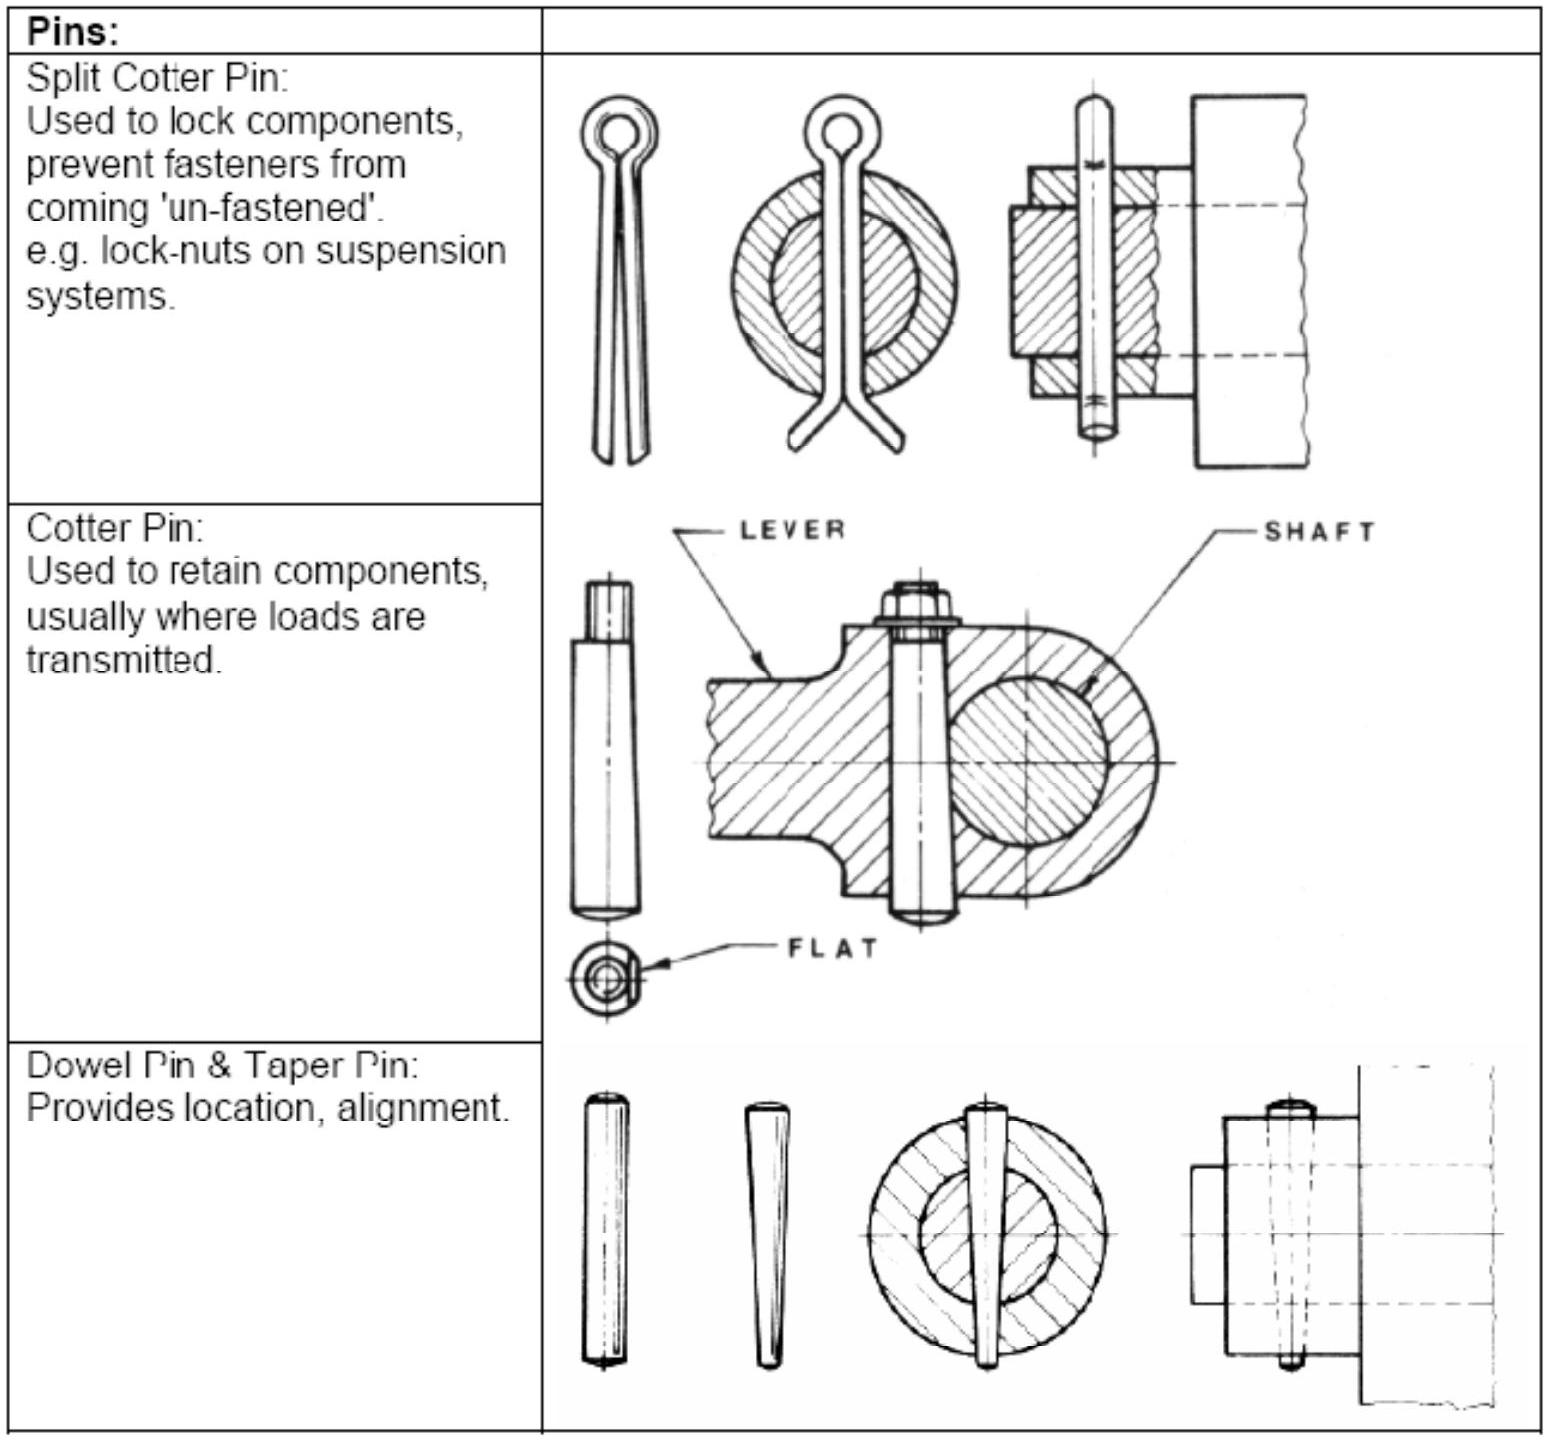 Pins:
Split Cotter Pin:
Used to lock components,
prevent fasteners from
coming 'un-fastened'.
e.g. lock-nuts on suspension
systems.
Cotter Pin:
Used to retain components,
usually where loads are
transmitted.
LEVER
SHAFT
FLAT
Dowel Pin & Taper Pin:
Provides location, alignment.